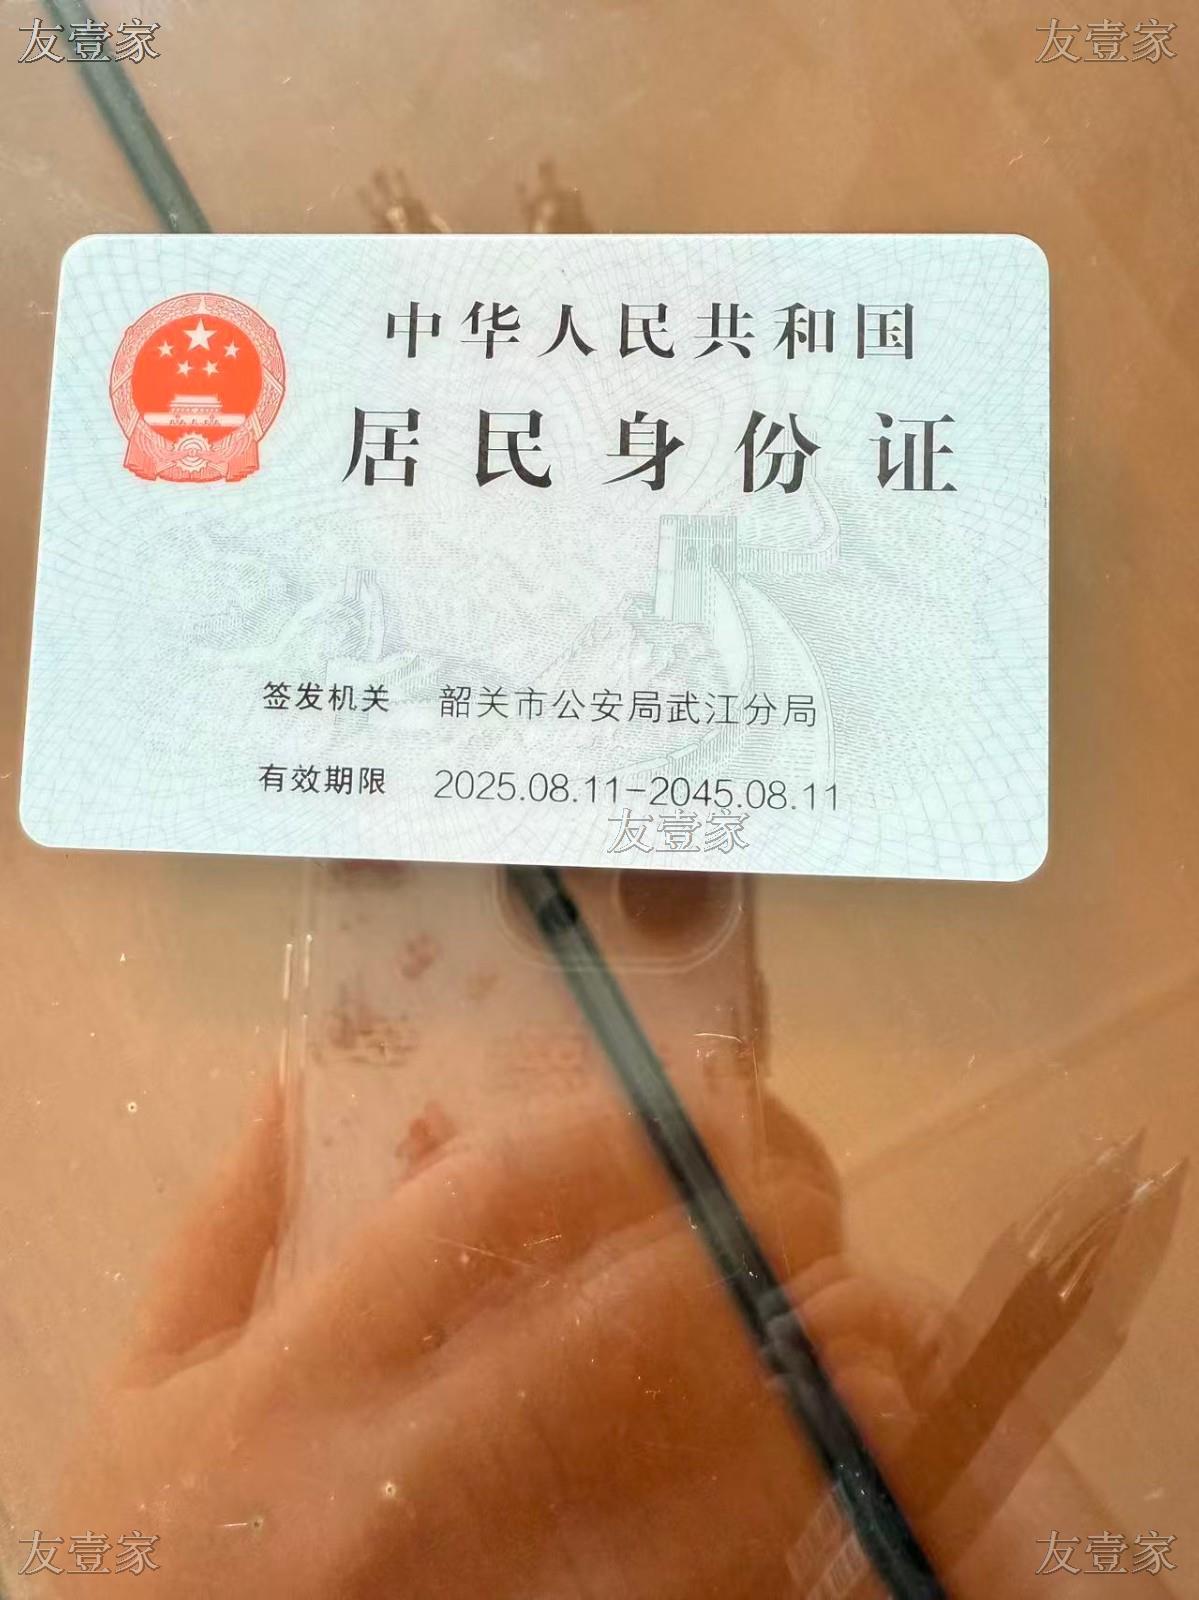 友壹家
友壹家
中华人民共和国
居民身份证
签发机关 韶关市公安局武江分局
有效期限 2025.08.11-2045.08.11
友壹家
友壹家
友壹家